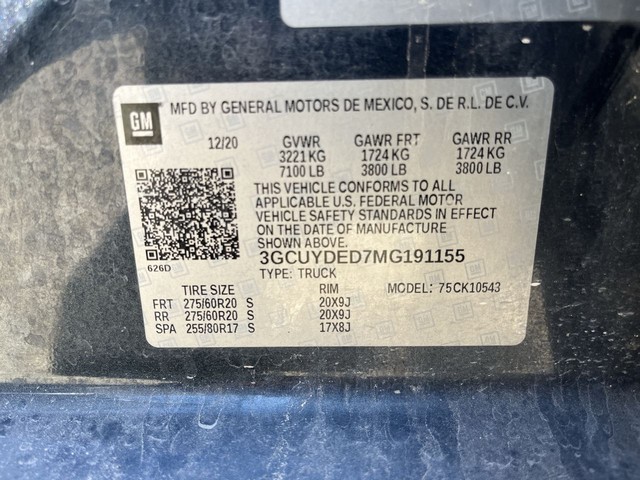 GM
MFD BY GENERAL MOTORS DE MEXICO, S. DE R.L. DE C.V.
12/20 GVWR GAWR FRT GAWR RR
3221 KG 1724 KG 1724 KG
7100 LB 3800 LB 3800 LB
THIS VEHICLE CONFORMS TO ALL
APPLICABLE U.S. FEDERAL MOTOR
VEHICLE SAFETY STANDARDS IN EFFECT
ON THE DATE OF MANUFACTURE
SHOWN ABOVE.
626D
3GCUYDED7MG191155
TYPE: TRUCK
TIRE SIZE RIM MODEL: 75CK10543
FRT 275/60R20 S 20X9J
RR 275/60R20 S 20X9J
SPA 255/80R17 S 17X8J